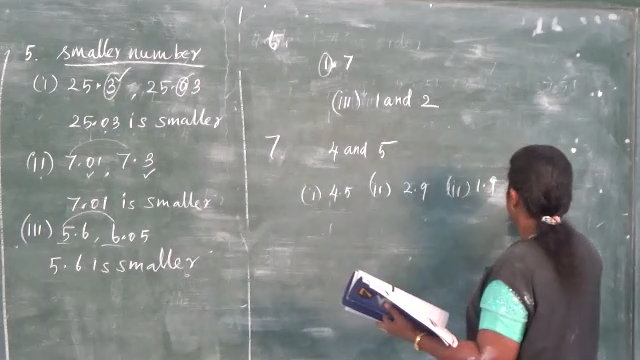 5. smaller number
(i) 25.3, 25.03
25.03 is smaller
(ii) 7.01, 7.3
7.01 is smaller
(iii) 5.6, 6.05
5.6 is smaller
6.
(i). 7
(iii) 1 and 2
7. 4 and 5
(i) 4.5 (ii) 2.9 (ii) 1.9